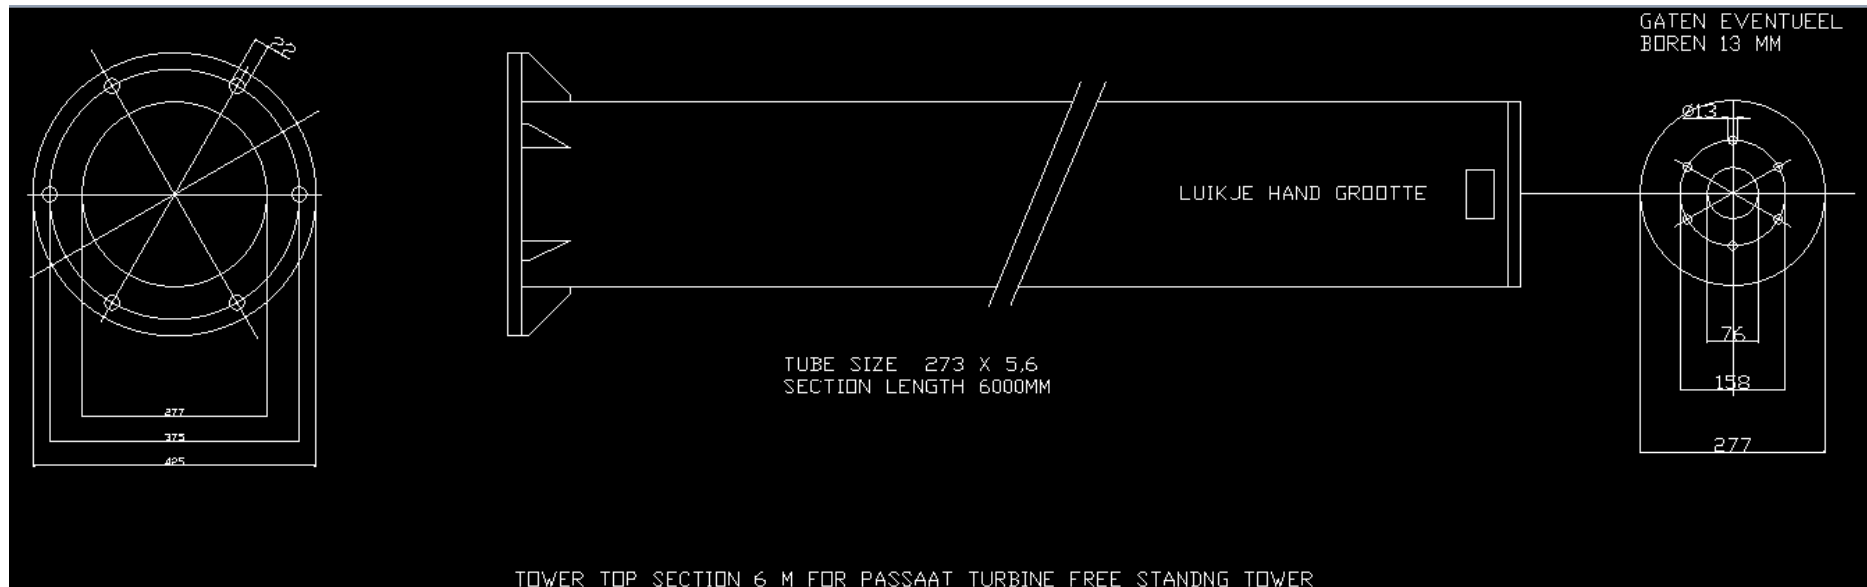 GATEN EVENTUEEL
BOREN 13 MM
22
ø13
LUIKJE HAND GROOTTE
76
TUBE SIZE 273 X 5,6
SECTION LENGTH 6000MM
158
277
375
425
277
TOWER TOP SECTION 6 M FOR PASSAAT TURBINE FREE STANDNG TOWER